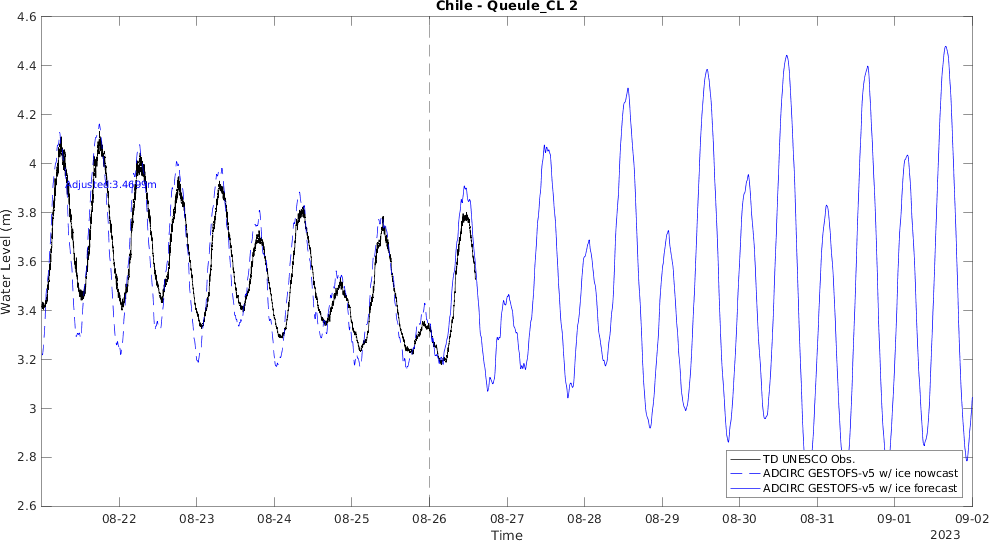 Chile - Queule_CL 2
4.6
4.4
4.2
4
3.8
3.6
3.4
3.2
3
2.8
2.6
Water Level (m)
Adjusted:3.4699m
TD UNESCO Obs.
ADCIRC GESTOFS-v5 w/ ice nowcast
ADCIRC GESTOFS-v5 w/ ice forecast
08-22 08-23 08-24 08-25 08-26 08-27 08-28 08-29 08-30 08-31 09-01 09-02
Time
2023